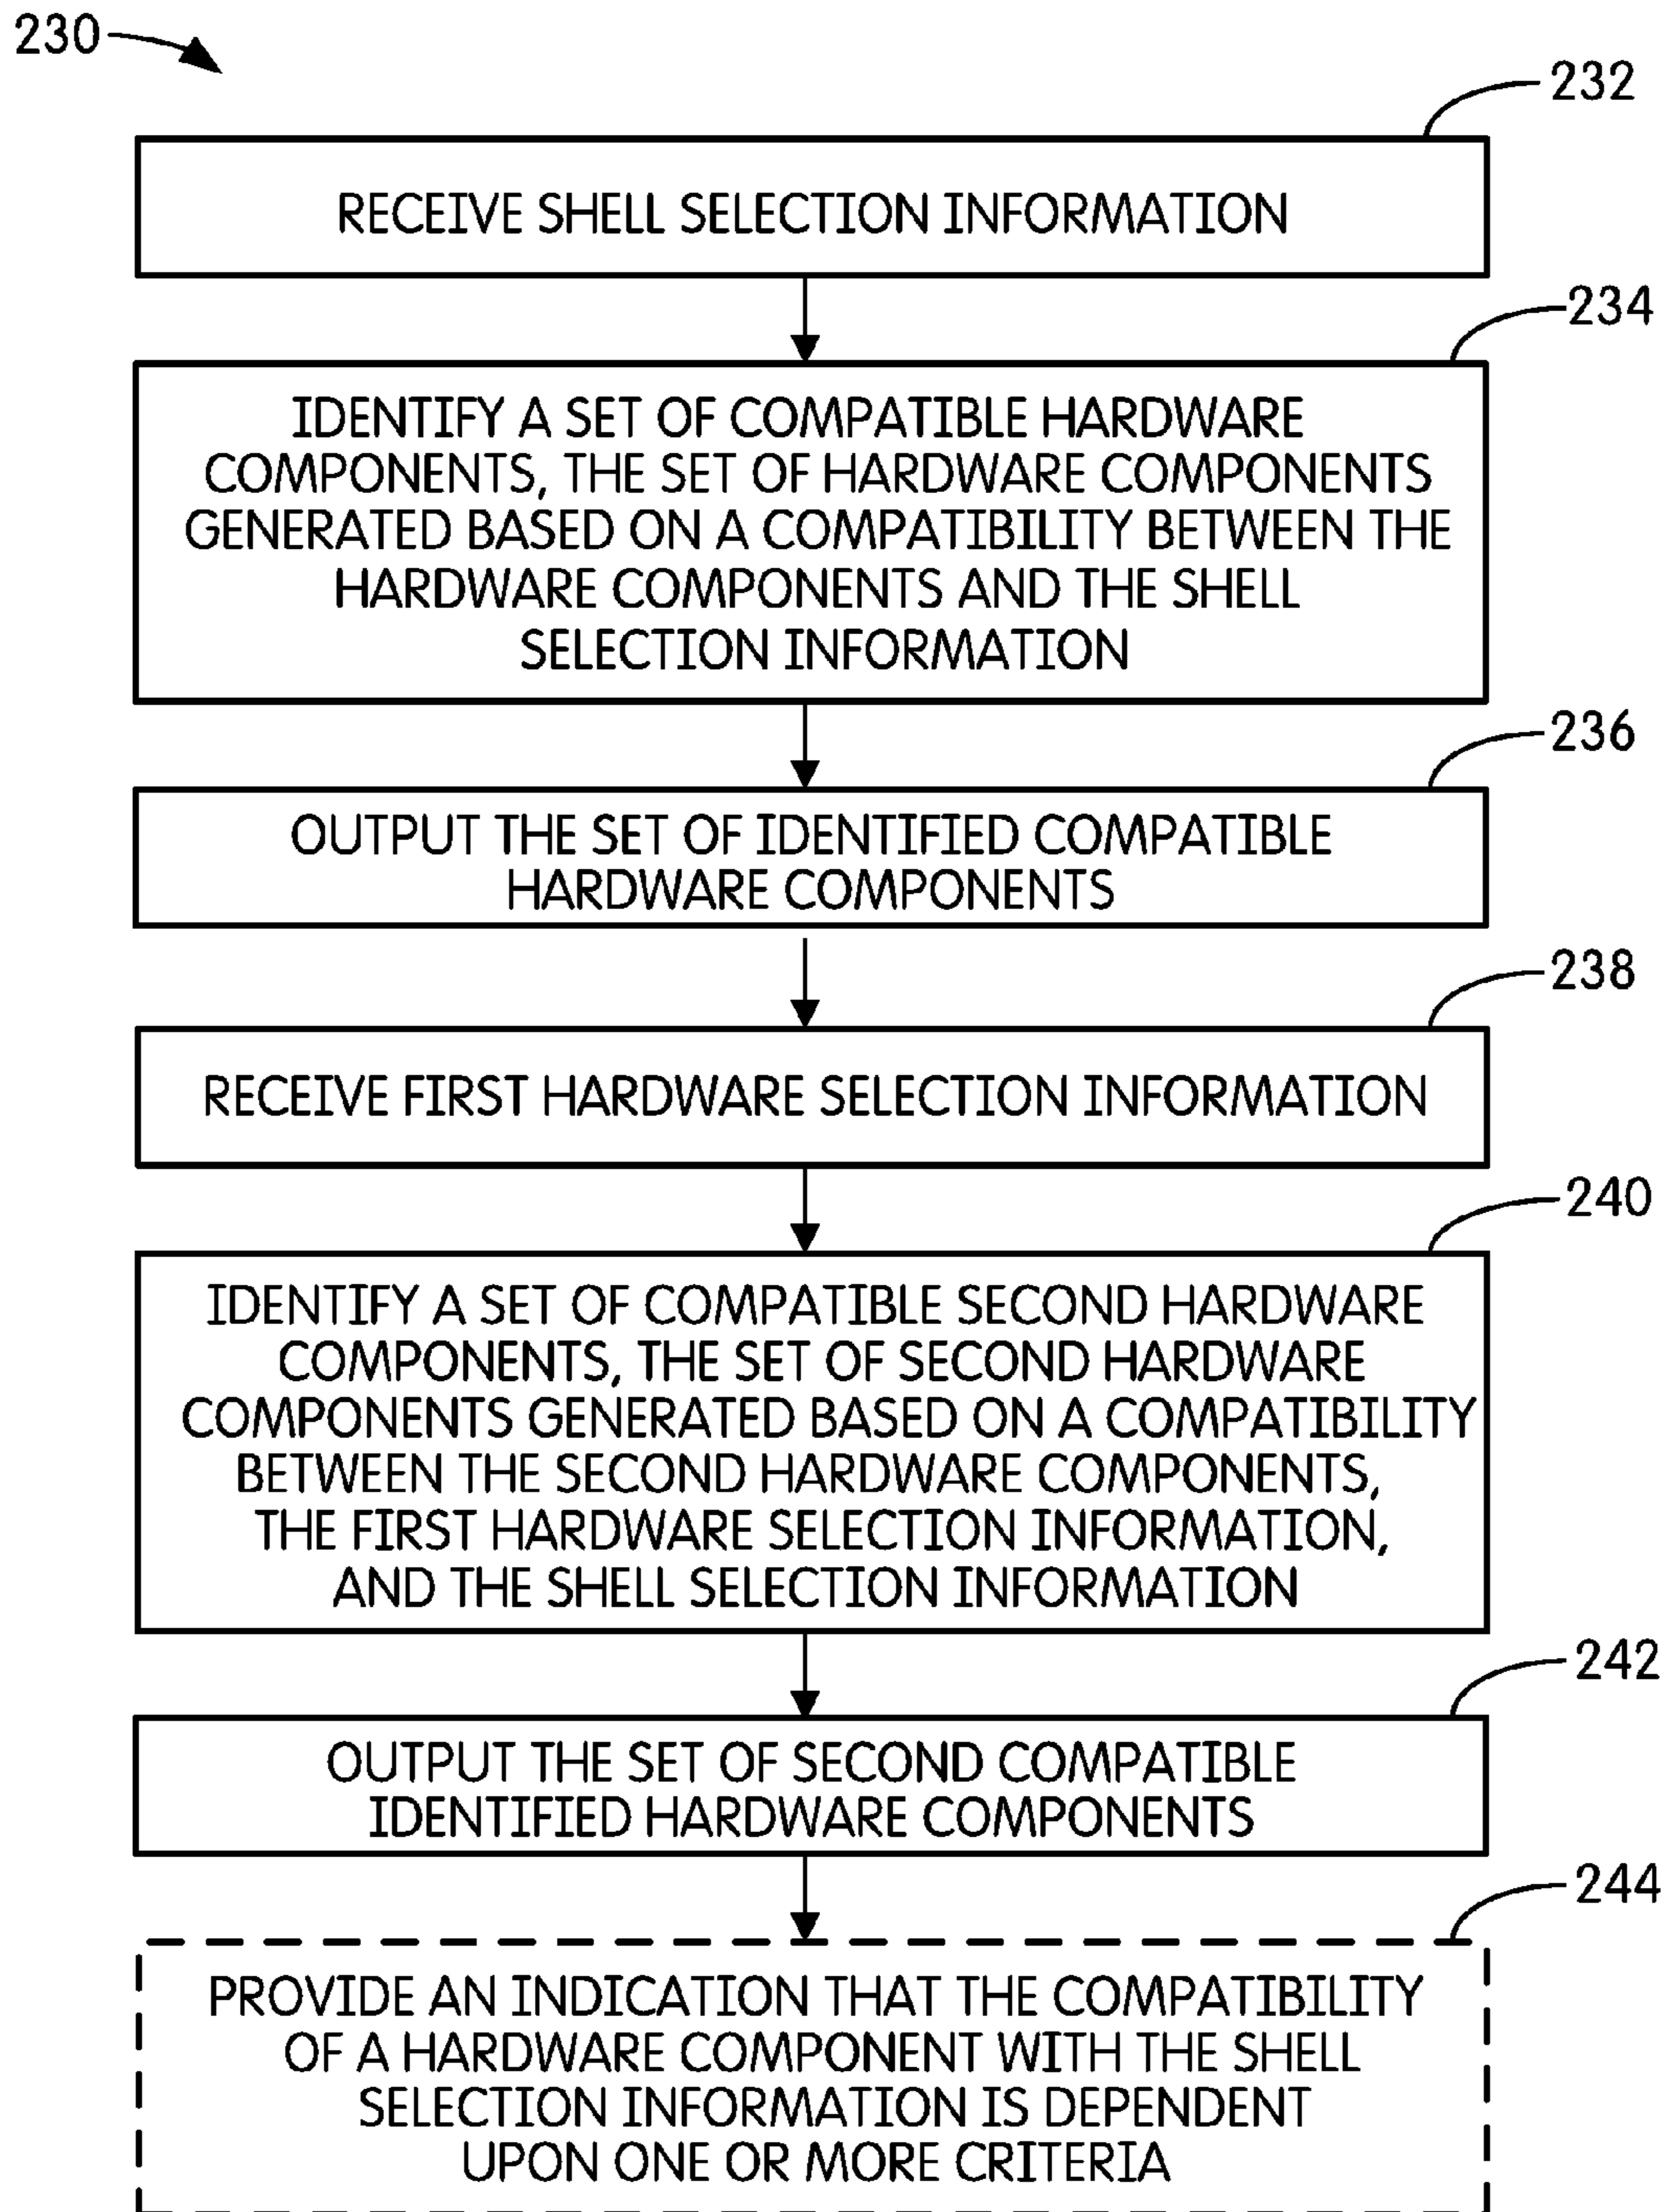 230
232
RECEIVE SHELL SELECTION INFORMATION
234
IDENTIFY A SET OF COMPATIBLE HARDWARE
COMPONENTS, THE SET OF HARDWARE COMPONENTS
GENERATED BASED ON A COMPATIBILITY BETWEEN THE
HARDWARE COMPONENTS AND THE SHELL
SELECTION INFORMATION
236
OUTPUT THE SET OF IDENTIFIED COMPATIBLE
HARDWARE COMPONENTS
238
RECEIVE FIRST HARDWARE SELECTION INFORMATION
240
IDENTIFY A SET OF COMPATIBLE SECOND HARDWARE
COMPONENTS, THE SET OF SECOND HARDWARE
COMPONENTS GENERATED BASED ON A COMPATIBILITY
BETWEEN THE SECOND HARDWARE COMPONENTS,
THE FIRST HARDWARE SELECTION INFORMATION,
AND THE SHELL SELECTION INFORMATION
242
OUTPUT THE SET OF SECOND COMPATIBLE
IDENTIFIED HARDWARE COMPONENTS
244
PROVIDE AN INDICATION THAT THE COMPATIBILITY
OF A HARDWARE COMPONENT WITH THE SHELL
SELECTION INFORMATION IS DEPENDENT
UPON ONE OR MORE CRITERIA